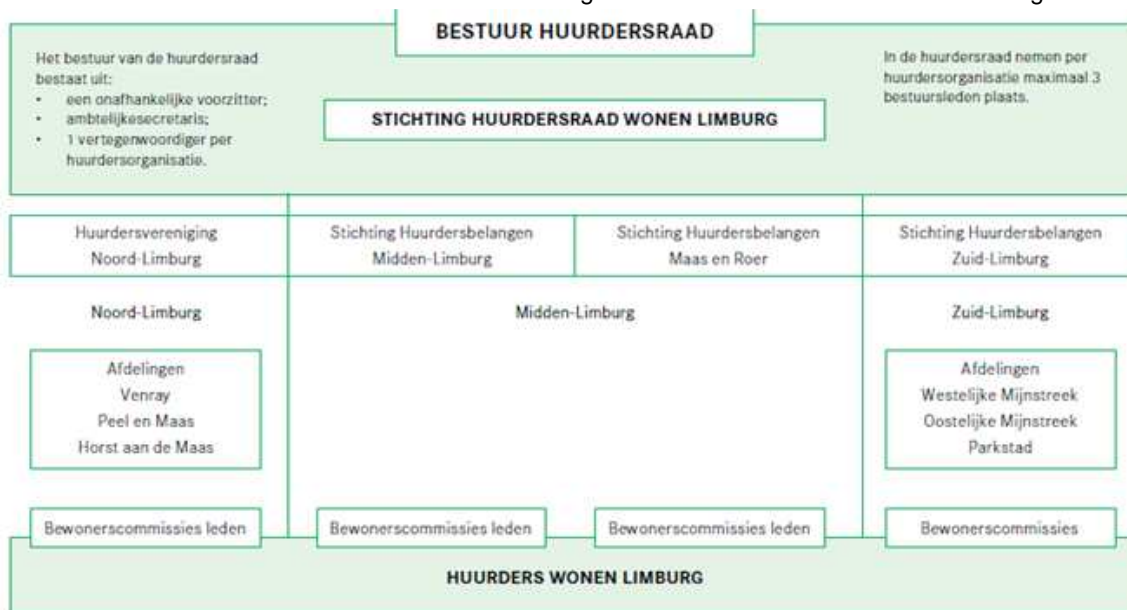 BESTUUR HUURDERSRAAD
Het bestuur van de huurdersraad
bestaat uit:
• een onafhankelijke voorzitter;
• ambtelijkesecretaris;
• 1 vertegenwoordiger per
huurdersorganisatie.
STICHTING HUURDERSRAAD WONEN LIMBURG
In de huurdersraad nemen per
huurdersorganisatie maximaal 3
bestuursleden plaats.
Huurdersvereniging
Noord-Limburg
Stichting Huurdersbelangen
Midden-Limburg
Stichting Huurdersbelangen
Maas en Roer
Stichting Huurdersbelangen
Zuid-Limburg
Noord-Limburg
Midden-Limburg
Zuid-Limburg
Afdelingen
Venray
Peel en Maas
Horst aan de Maas
Afdelingen
Westelijke Mijnstreek
Oostelijke Mijnstreek
Parkstad
Bewonerscommissies leden
Bewonerscommissies leden
Bewonerscommissies leden
Bewonerscommissies
HUURDERS WONEN LIMBURG